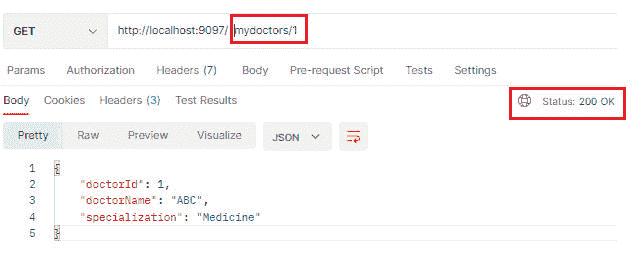 GET http://localhost:9097/ mydoctors/1
Params Authorization Headers (7) Body Pre-request Script Tests Settings
Body Cookies Headers (3) Test Results Status: 200 OK
Pretty Raw Preview Visualize JSON
1 {
2 "doctorId": 1,
3 "doctorName": "ABC",
4 "specialization": "Medicine"
5 }